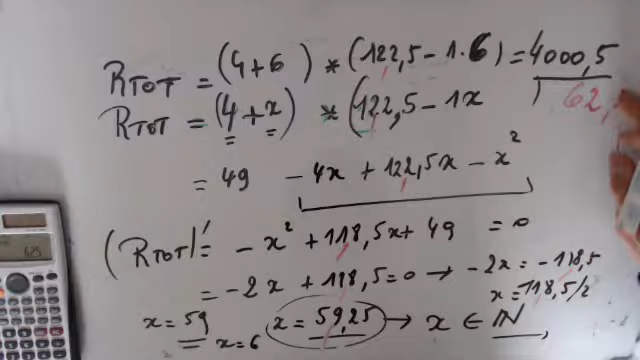 RTOT = (4+6) * (122,5 - 1.6) = 4000,5
RTOT = (4+x) * (122,5 - 1x
62,
= 49 - 4x + 122,5x - x²
(RTOT)' = - x² + 118,5x + 49 = 0
= -2x + 118,5 = 0 → -2x = -118,5
x = 118,5/2
x = 59 x = 6 x = 59,25 → x ∈ IN
625